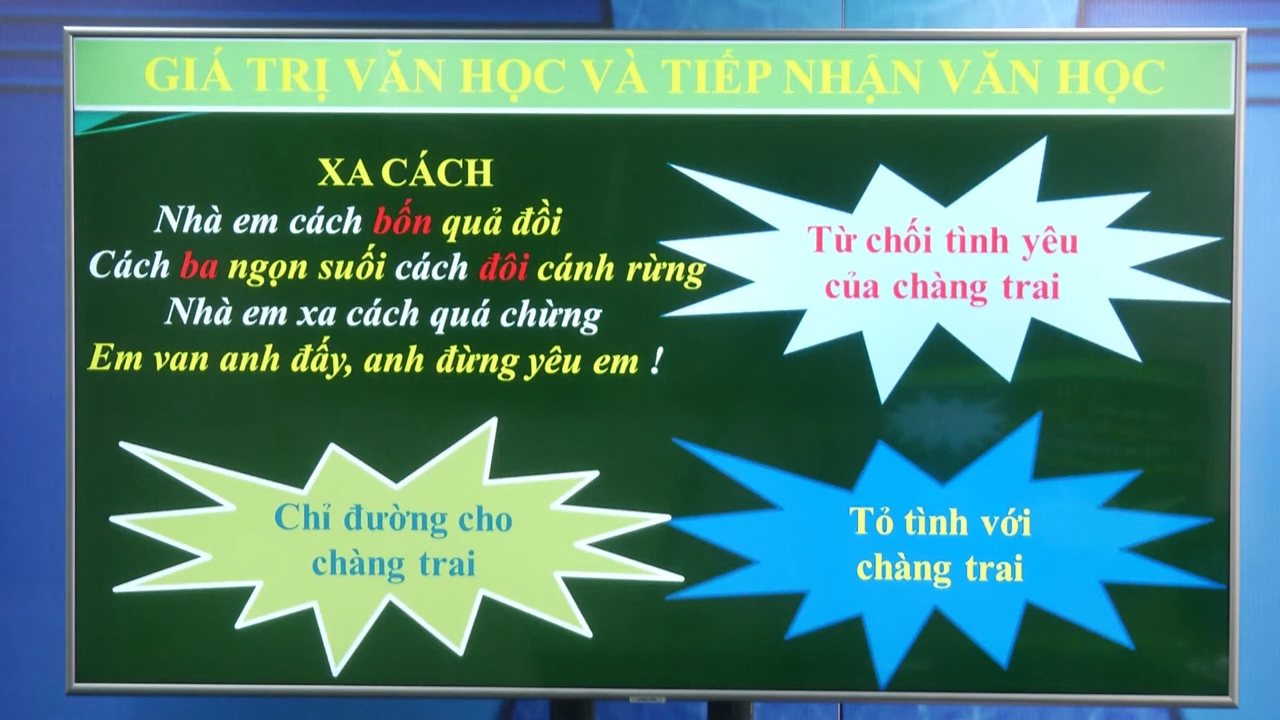 GIÁ TRỊ VĂN HỌC VÀ TIẾP NHẬN VĂN HỌC
XA CÁCH
Nhà em cách bốn quả đồi
Cách ba ngọn suối cách đôi cánh rừng
Nhà em xa cách quá chừng
Em van anh đấy, anh đừng yêu em !
Từ chối tình yêu
của chàng trai
Chỉ đường cho
chàng trai
Tỏ tình với
chàng trai